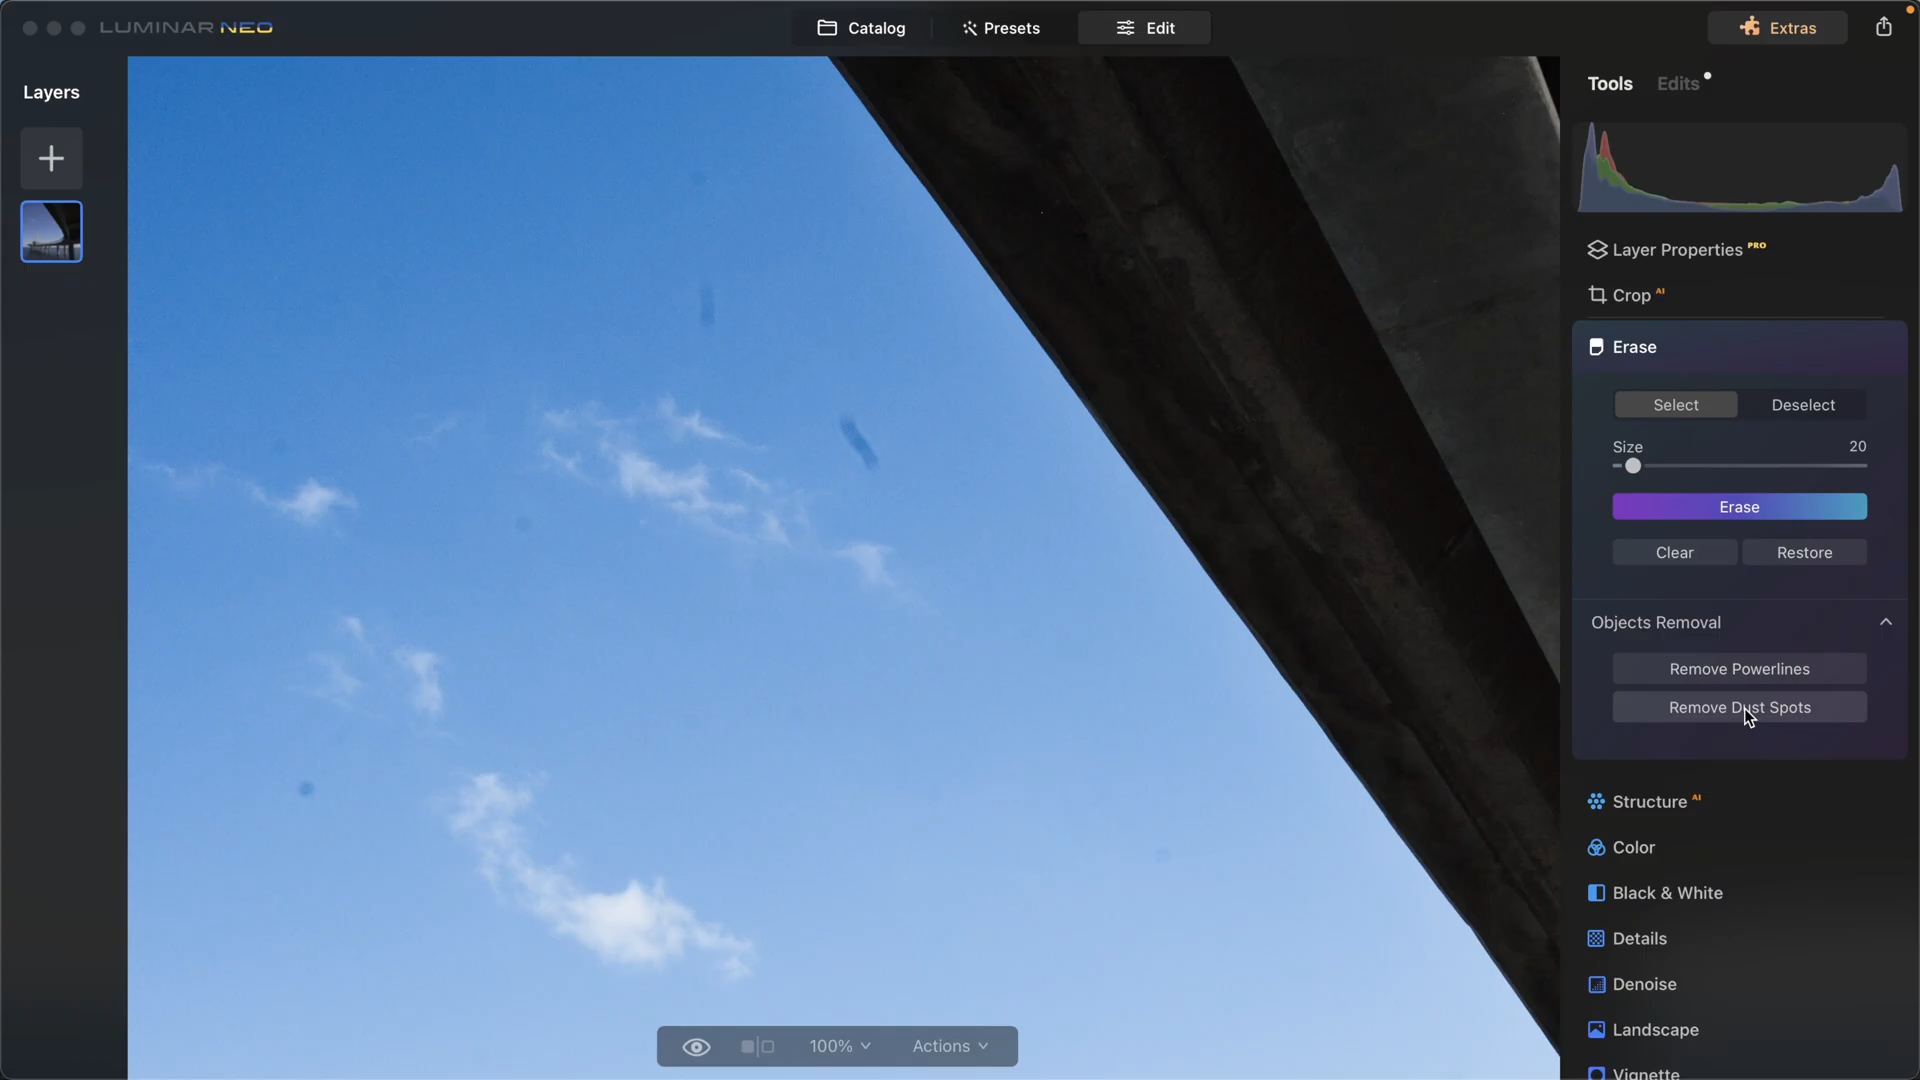 LUMINAR NEO
Catalog
Presets
Edit
Extras
Layers
Tools
Edits
Layer Properties PRO
Crop AI
Erase
Select
Deselect
Size
20
Erase
Clear
Restore
Objects Removal
Remove Powerlines
Remove Dust Spots
Structure AI
Color
Black & White
Details
Denoise
Landscape
Vignette
100%
Actions